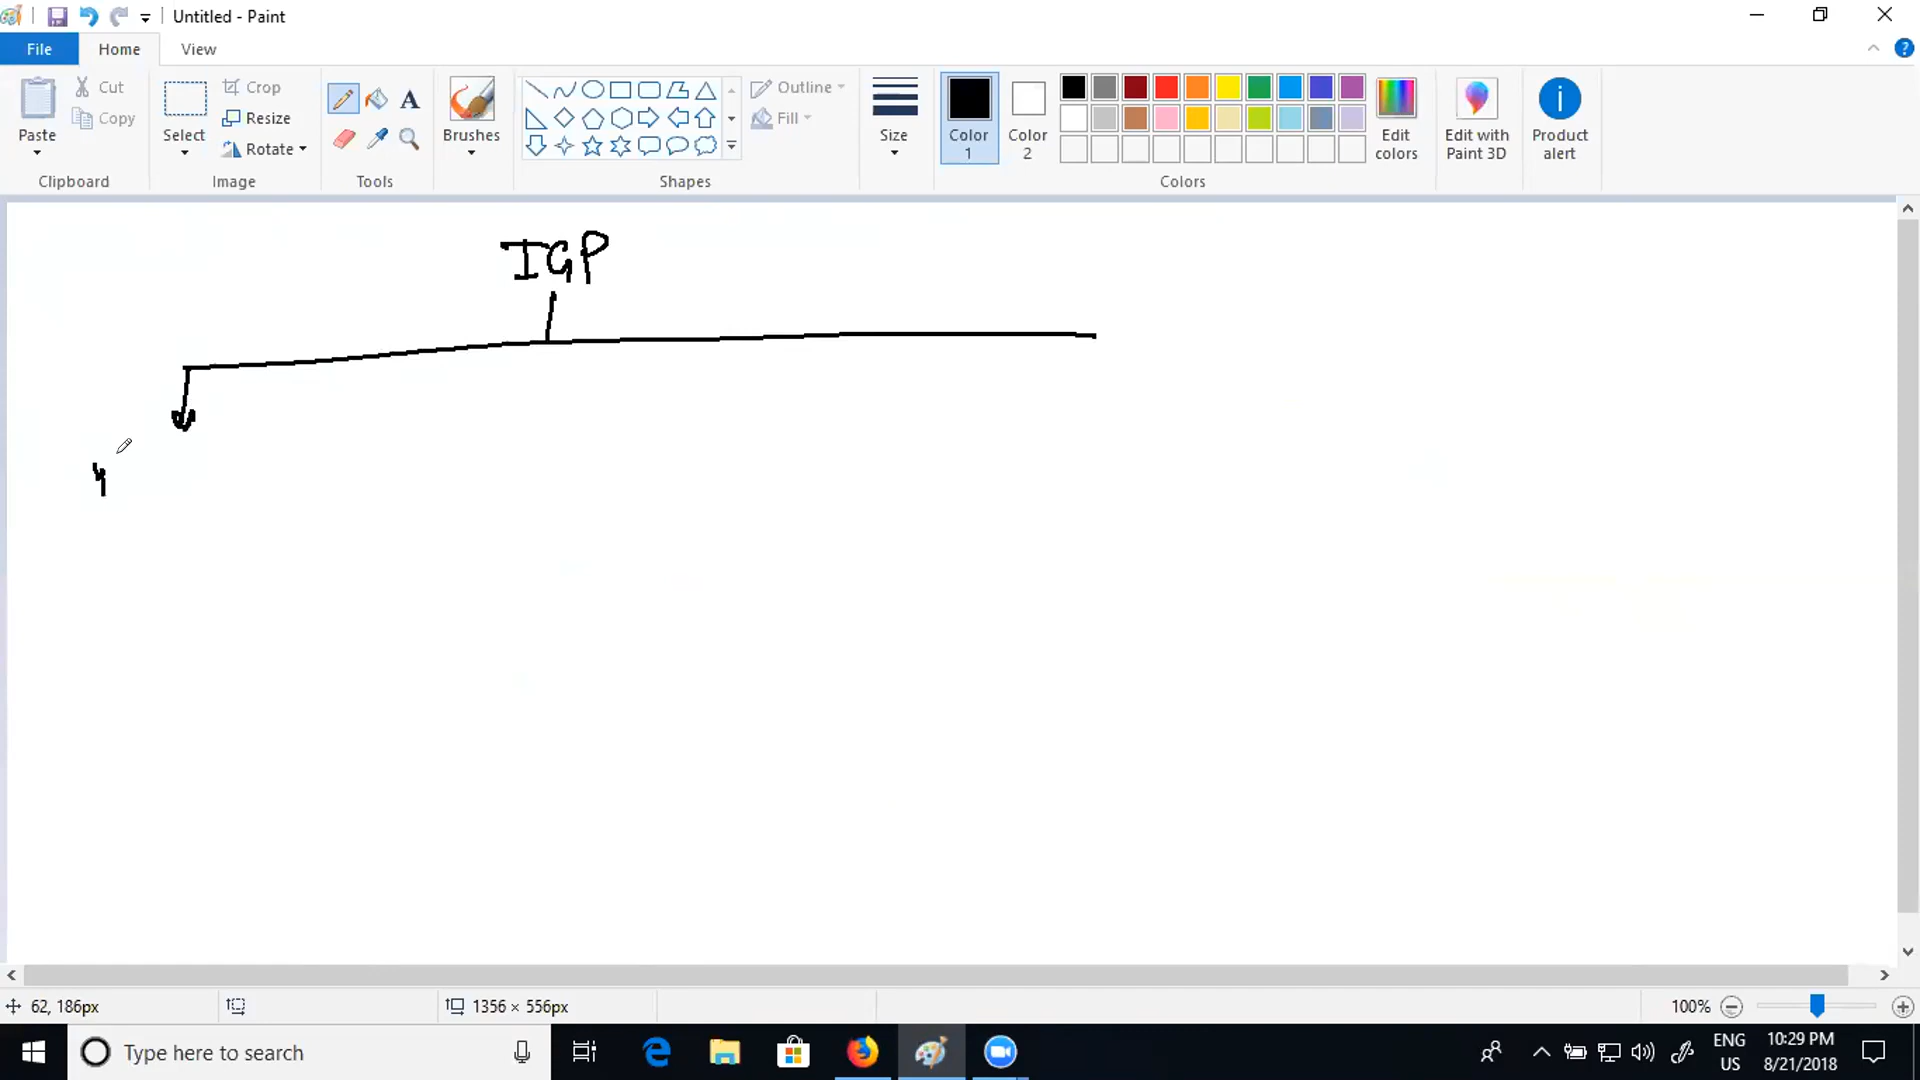 Untitled - Paint
File Home View
Paste
Cut
Copy
Clipboard
Select
Crop
Resize
Rotate
Image
A
Tools
Brushes
Outline
Fill
Shapes
Size
Color 1
Color 2
Edit colors
Colors
Edit with Paint 3D
Product alert
IGP
62, 186px
1356 × 556px
100%
Type here to search
ENG
US
10:29 PM
8/21/2018